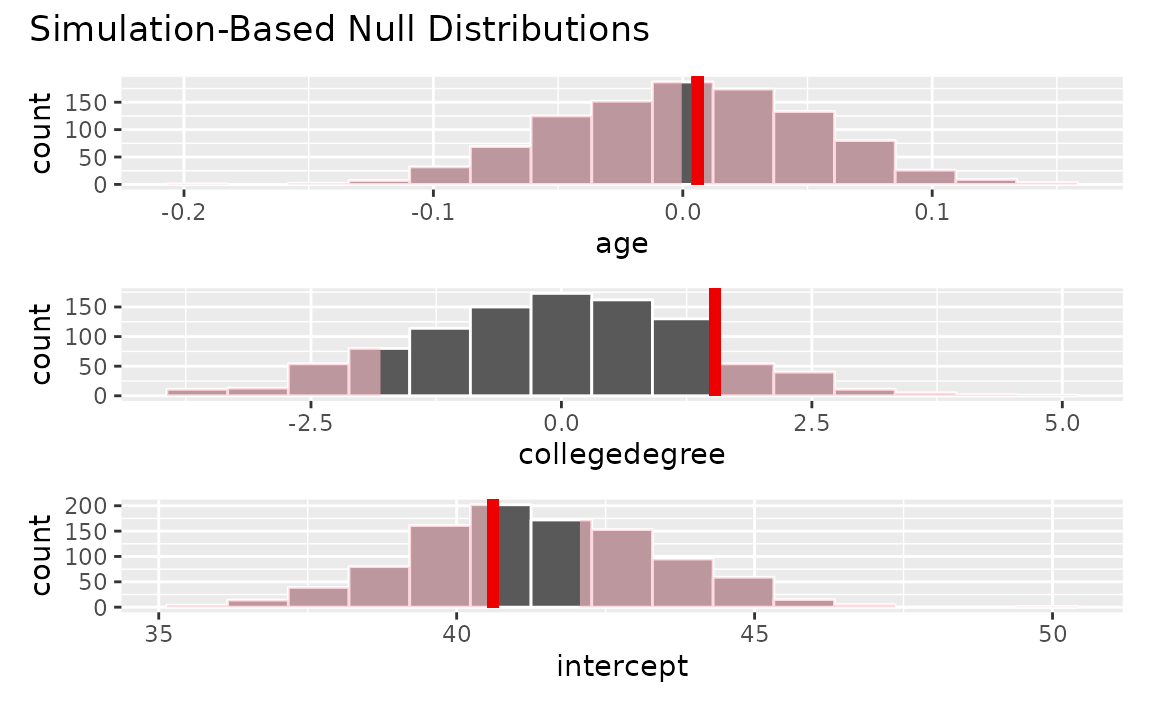 Simulation-Based Null Distributions
count
150
100
50
0
-0.2 -0.1 0.0 0.1
age
count
150
100
50
0
-2.5 0.0 2.5 5.0
collegedegree
count
200
150
100
50
0
35 40 45 50
intercept